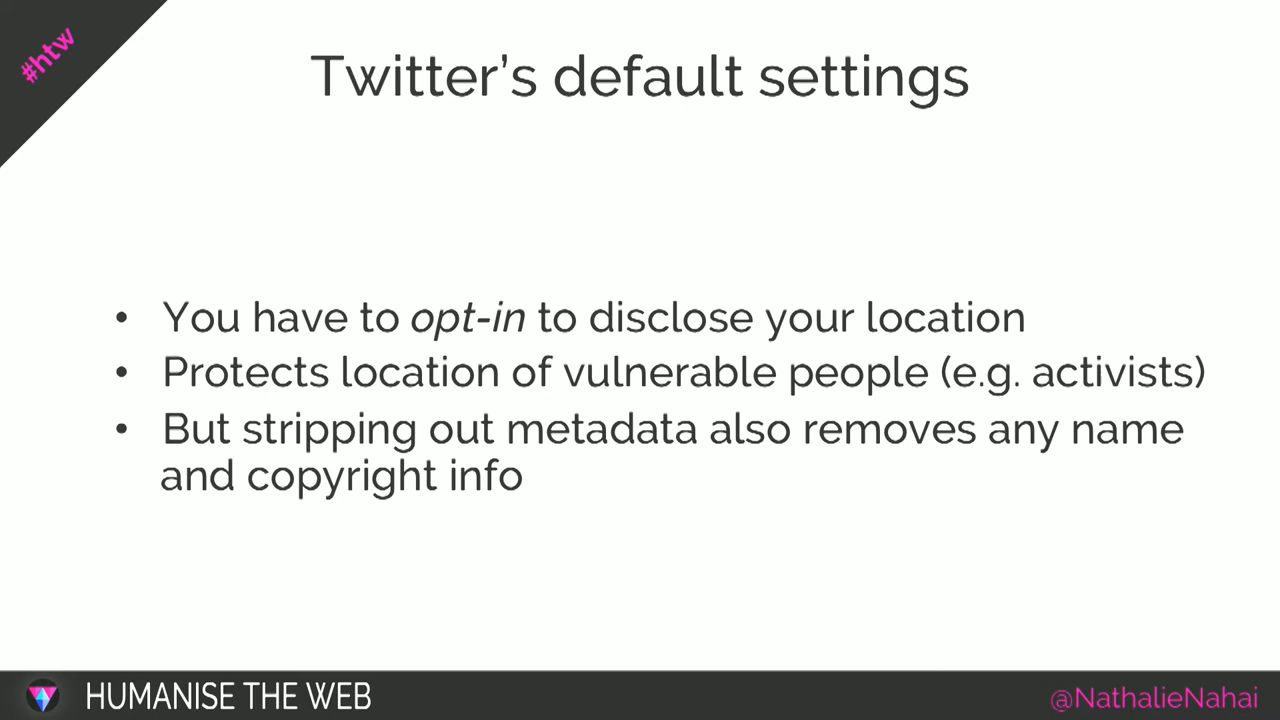 #htw
Twitter's default settings
• You have to opt-in to disclose your location
• Protects location of vulnerable people (e.g. activists)
• But stripping out metadata also removes any name
and copyright info
HUMANISE THE WEB
@NathalieNahai